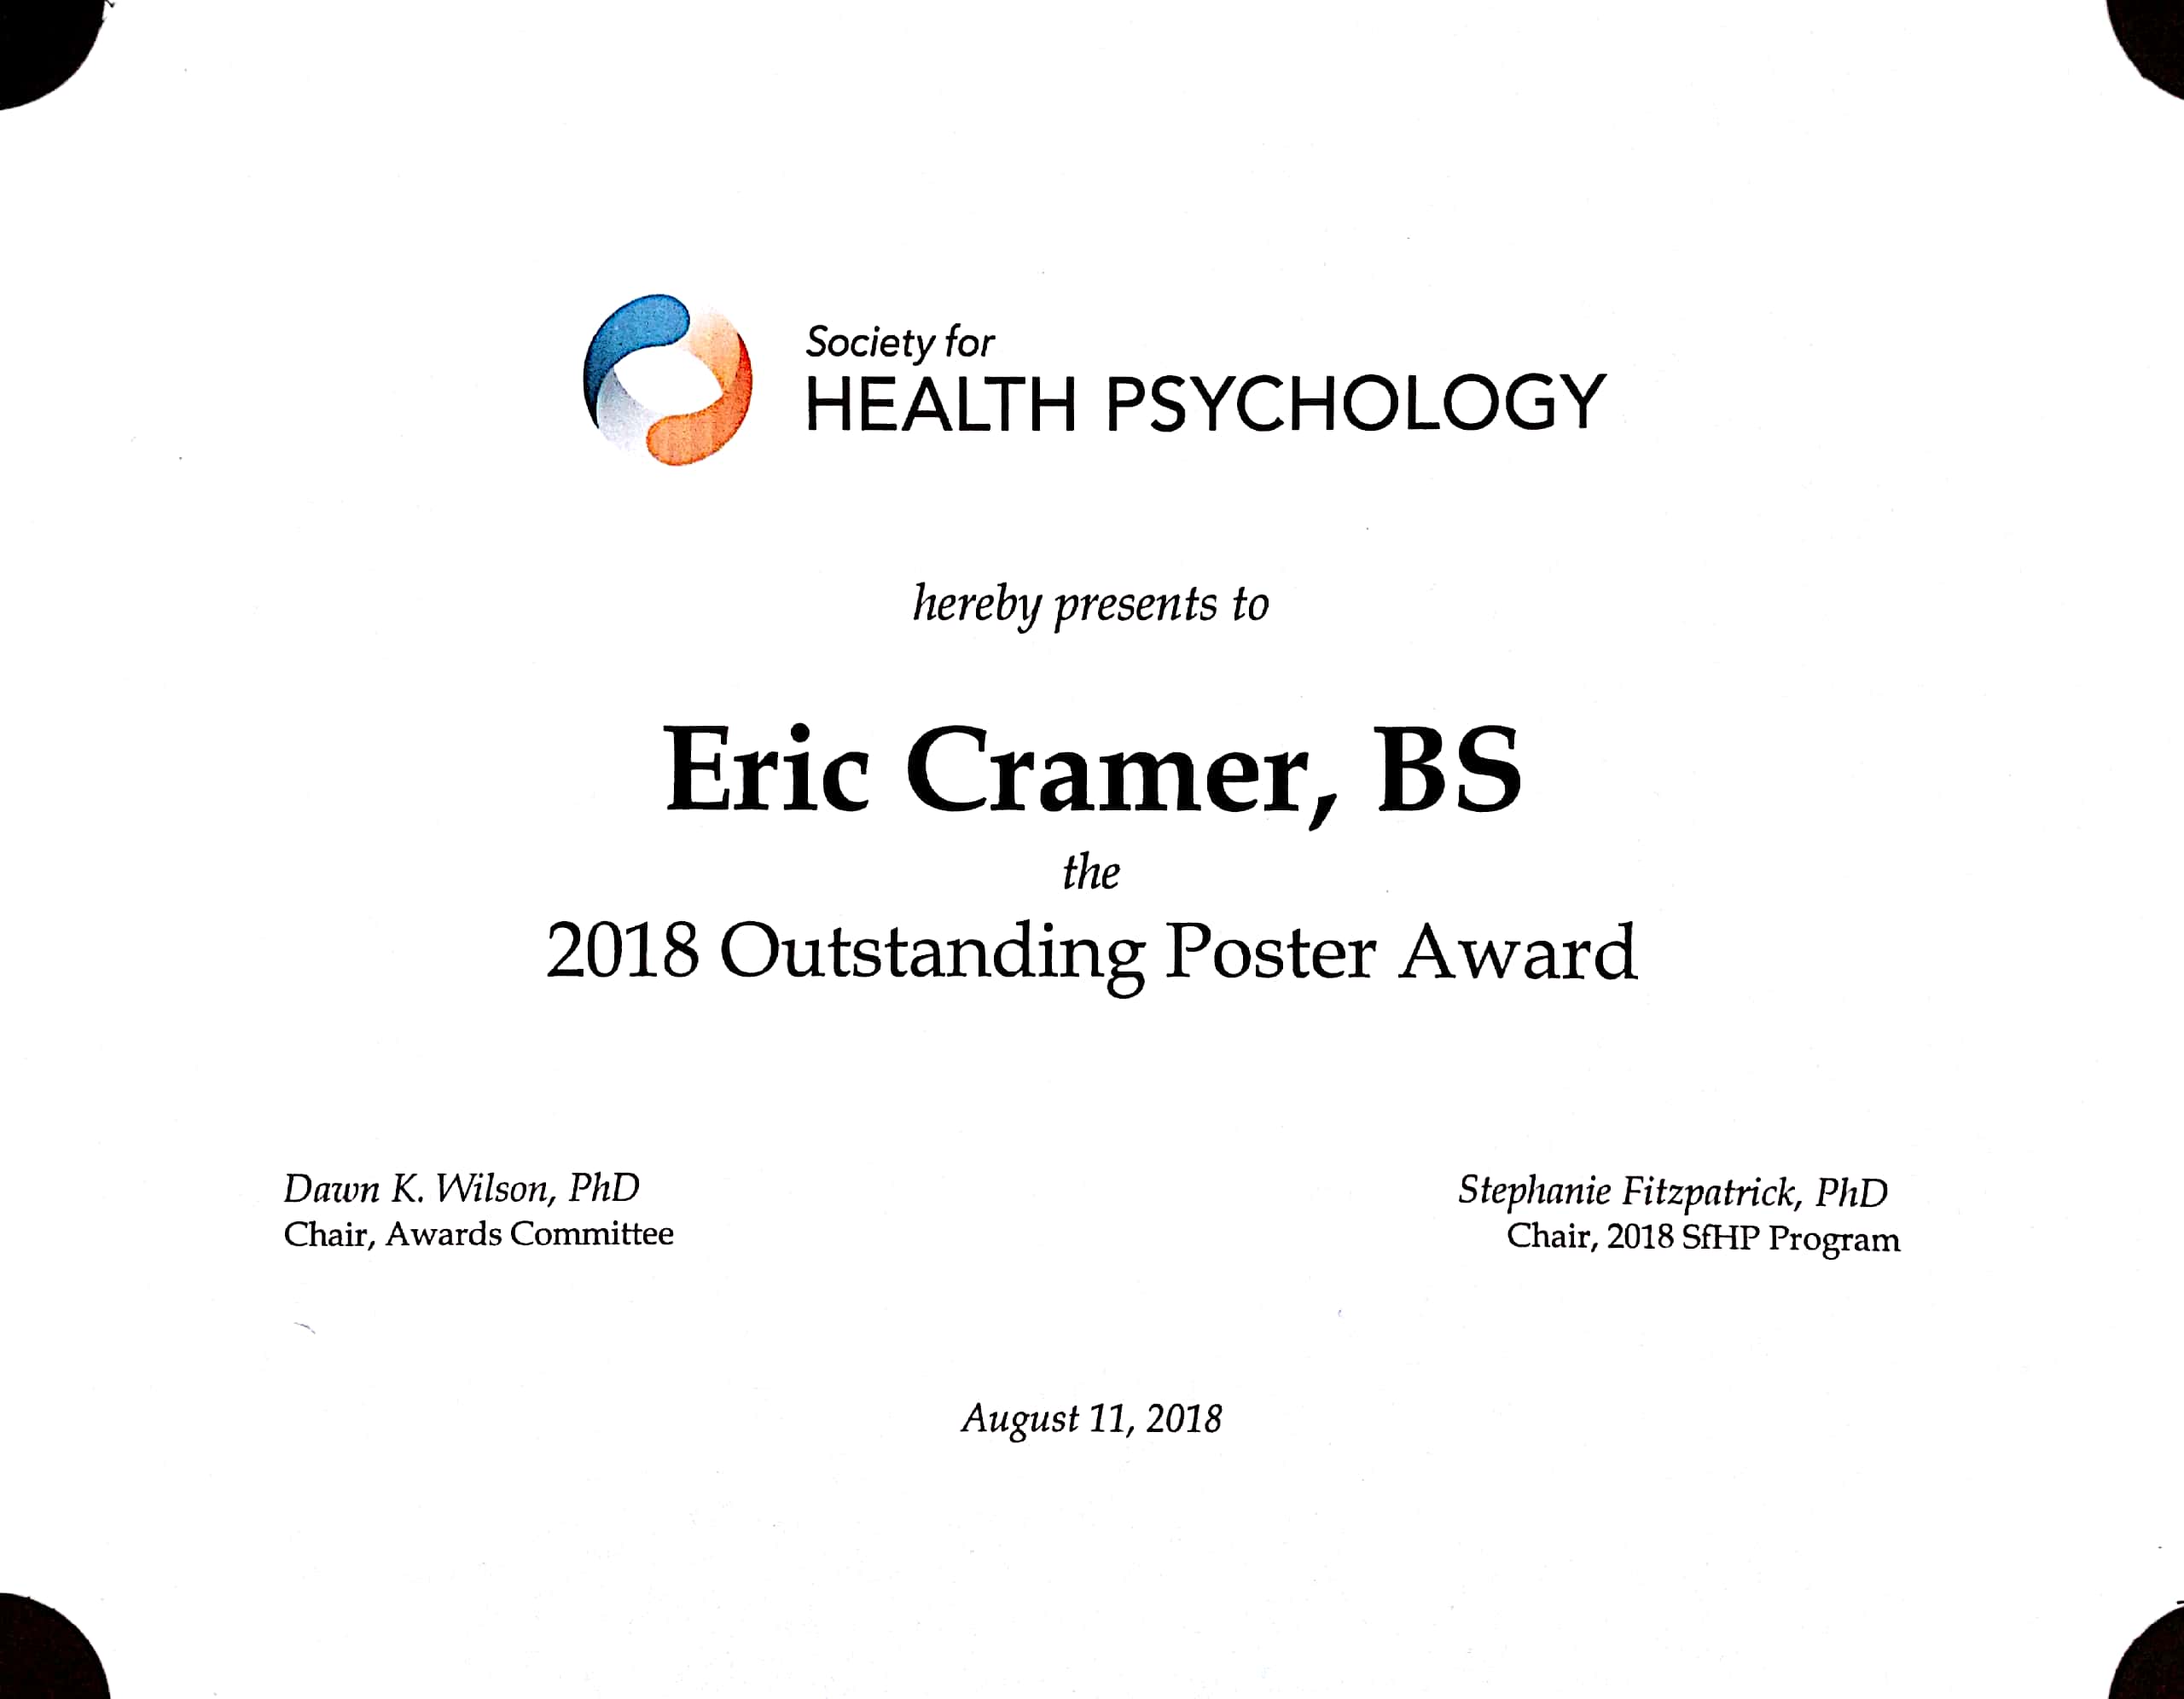 Society for
HEALTH PSYCHOLOGY
hereby presents to
Eric Cramer, BS
the
2018 Outstanding Poster Award
Dawn K. Wilson, PhD
Chair, Awards Committee
Stephanie Fitzpatrick, PhD
Chair, 2018 SfHP Program
August 11, 2018